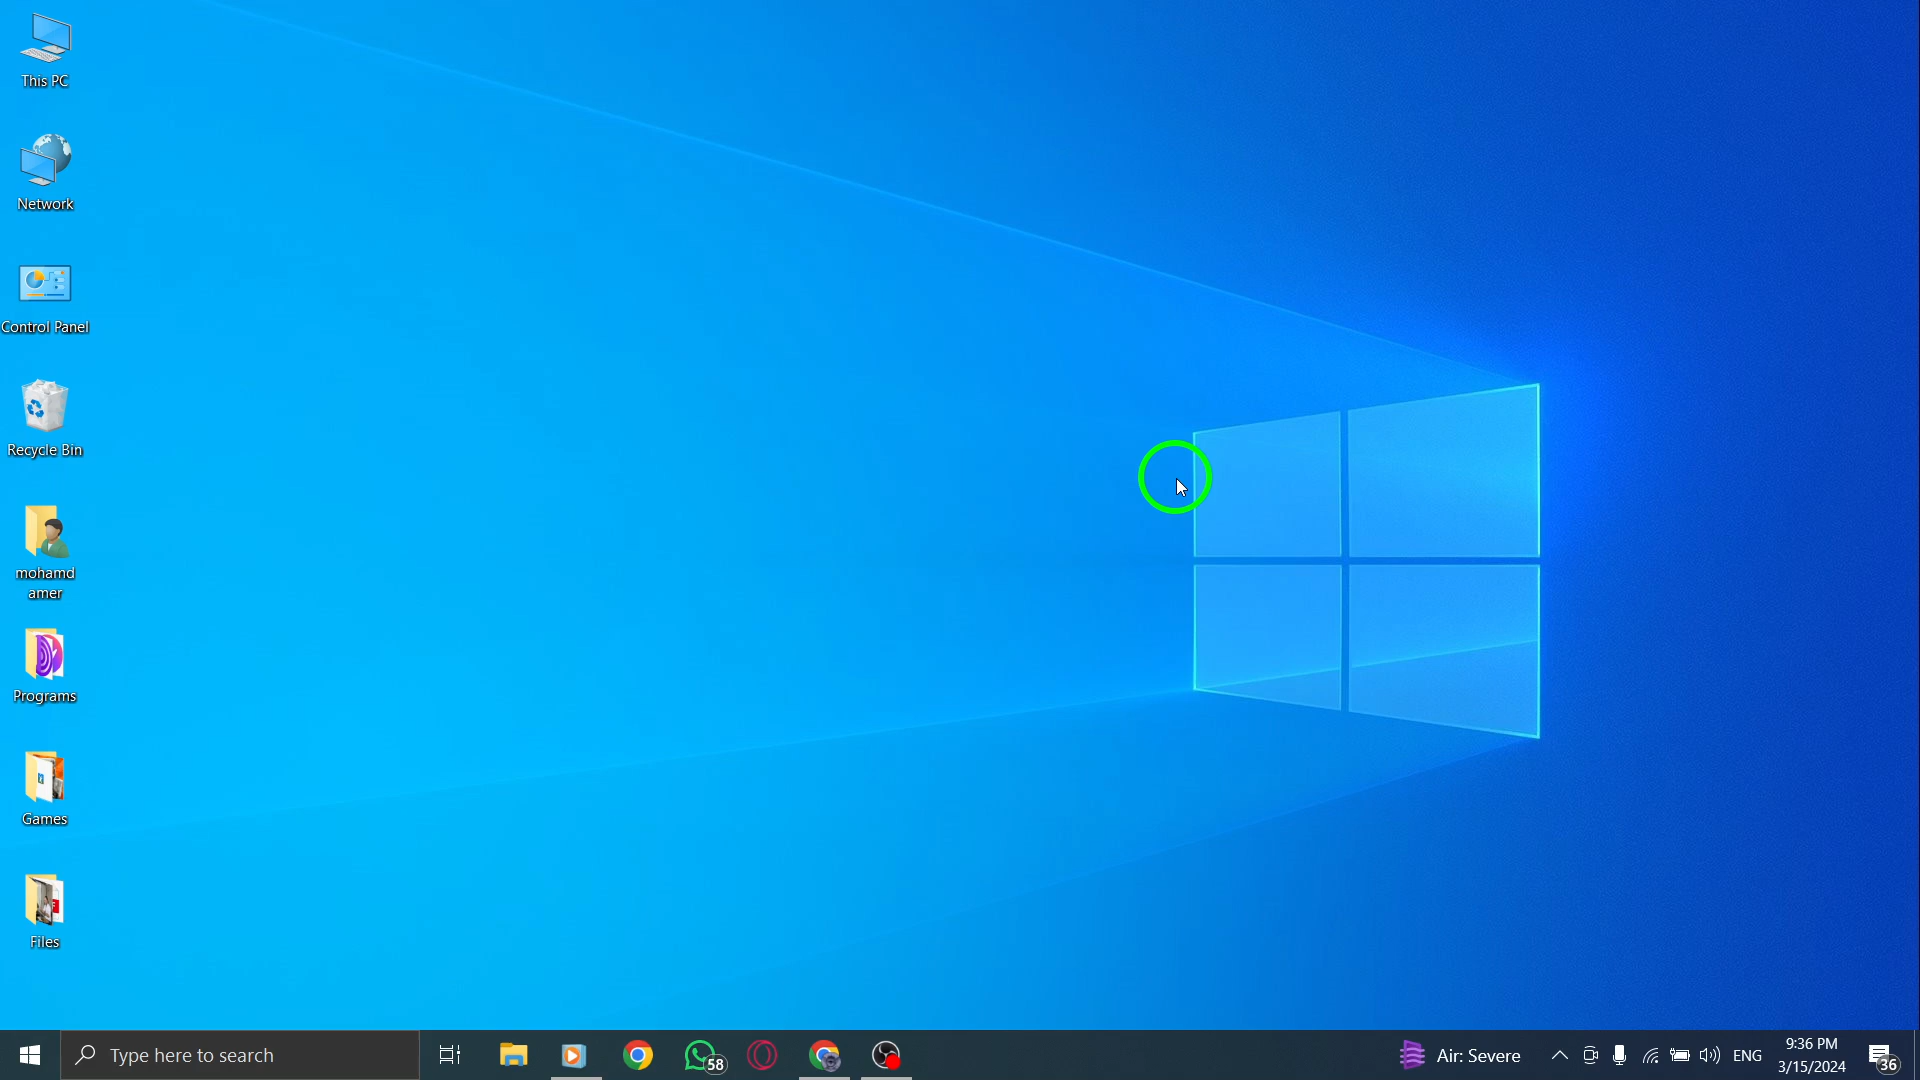 This PC
Network
Control Panel
Recycle Bin
mohamd
amer
Programs
Games
Files
Type here to search
58
Air: Severe
ENG
9:36 PM
3/15/2024
36